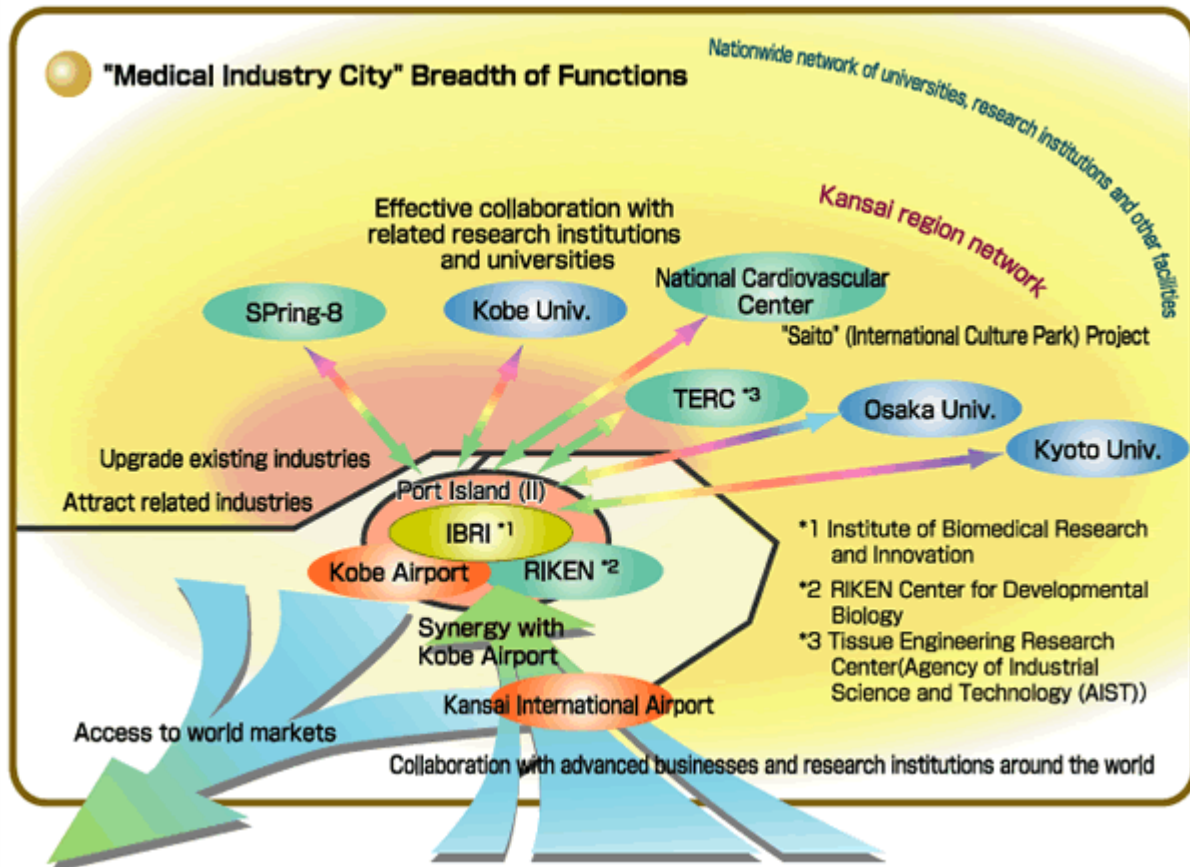 "Medical Industry City" Breadth of Functions
Nationwide network of universities, research institutions and other facilities
Kansai region network
Effective collaboration with
related research institutions
and universities
National Cardiovascular
Center
SPring-8
Kobe Univ.
"Saito" (International Culture Park) Project
TERC *3
Osaka Univ.
Kyoto Univ.
Upgrade existing industries
Attract related industries
Port Island (II)
IBRI *1
Kobe Airport
RIKEN *2
*1 Institute of Biomedical Research
and Innovation
*2 RIKEN Center for Developmental
Biology
*3 Tissue Engineering Research
Center(Agency of Industrial
Science and Technology (AIST))
Synergy with
Kobe Airport
Kansai International Airport
Access to world markets
Collaboration with advanced businesses and research institutions around the world